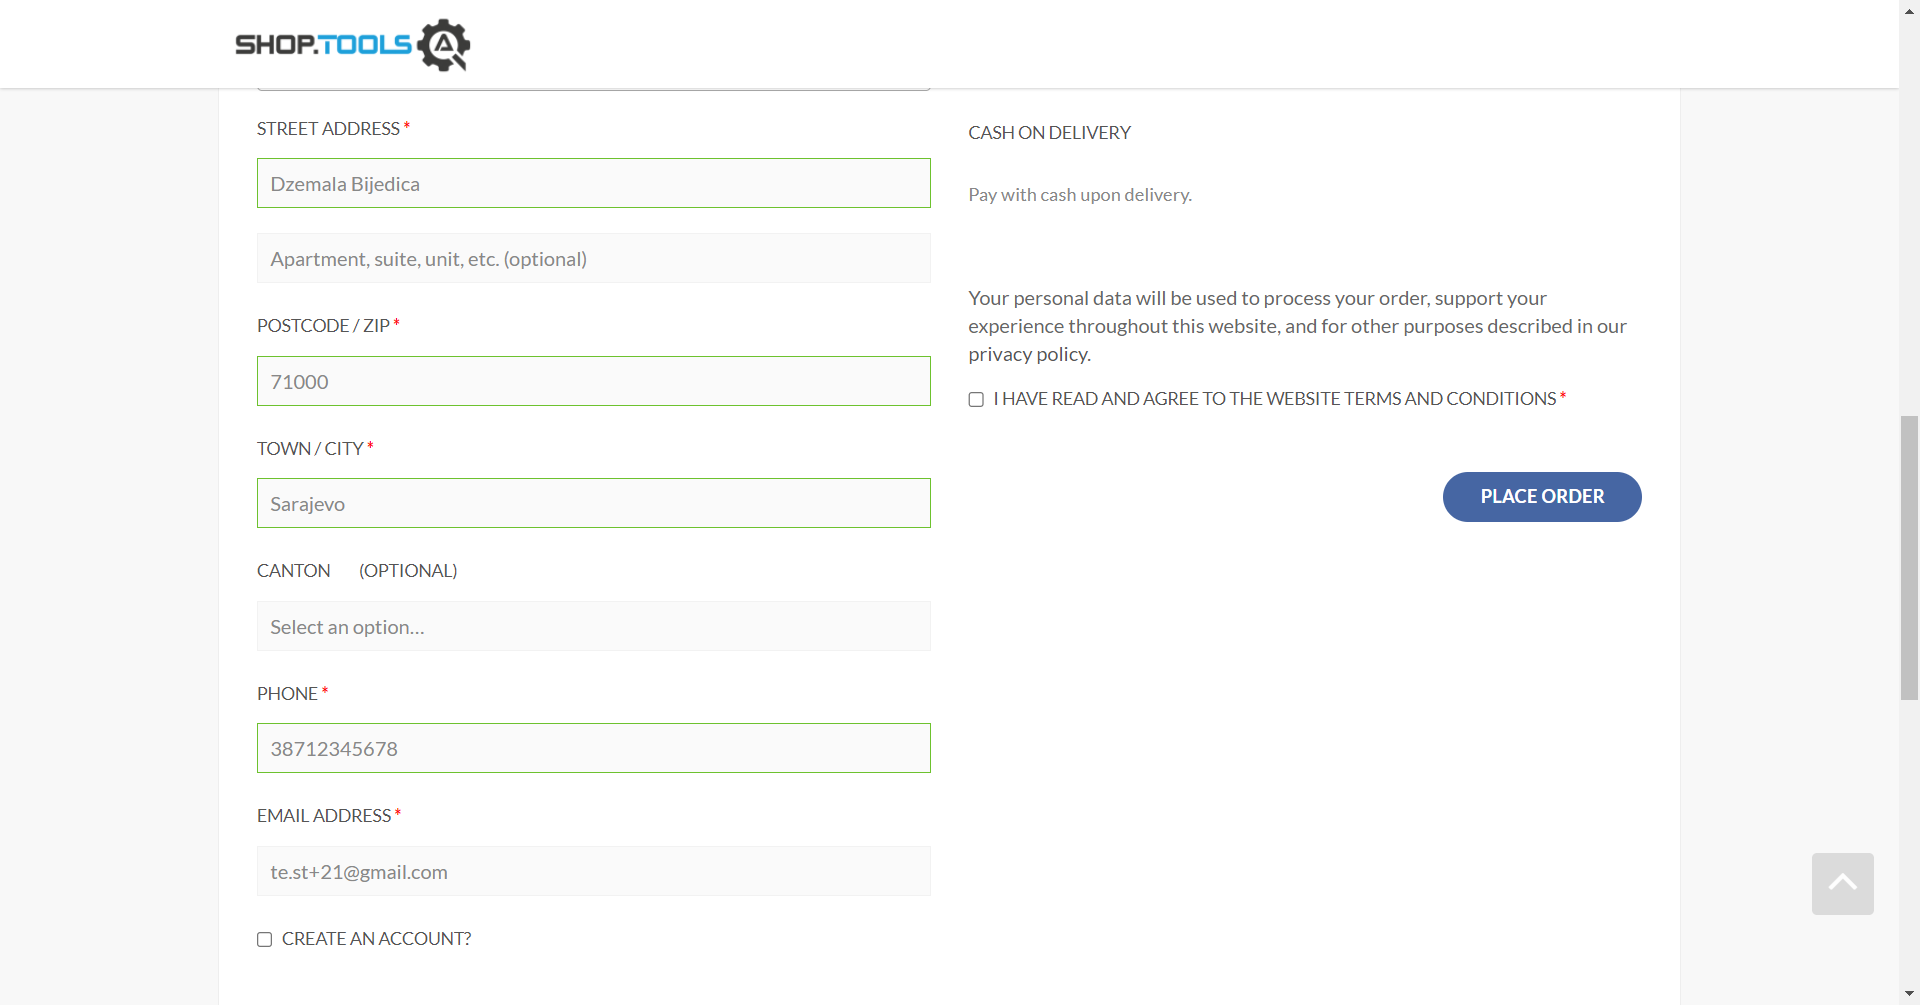 SHOP.TOOLS
STREET ADDRESS *
Dzemala Bijedica
Apartment, suite, unit, etc. (optional)
POSTCODE / ZIP *
71000
TOWN / CITY *
Sarajevo
CANTON (OPTIONAL)
Select an option...
PHONE *
38712345678
EMAIL ADDRESS *
te.st+21@gmail.com
CREATE AN ACCOUNT?
CASH ON DELIVERY
Pay with cash upon delivery.
Your personal data will be used to process your order, support your
experience throughout this website, and for other purposes described in our
privacy policy.
I HAVE READ AND AGREE TO THE WEBSITE TERMS AND CONDITIONS *
PLACE ORDER